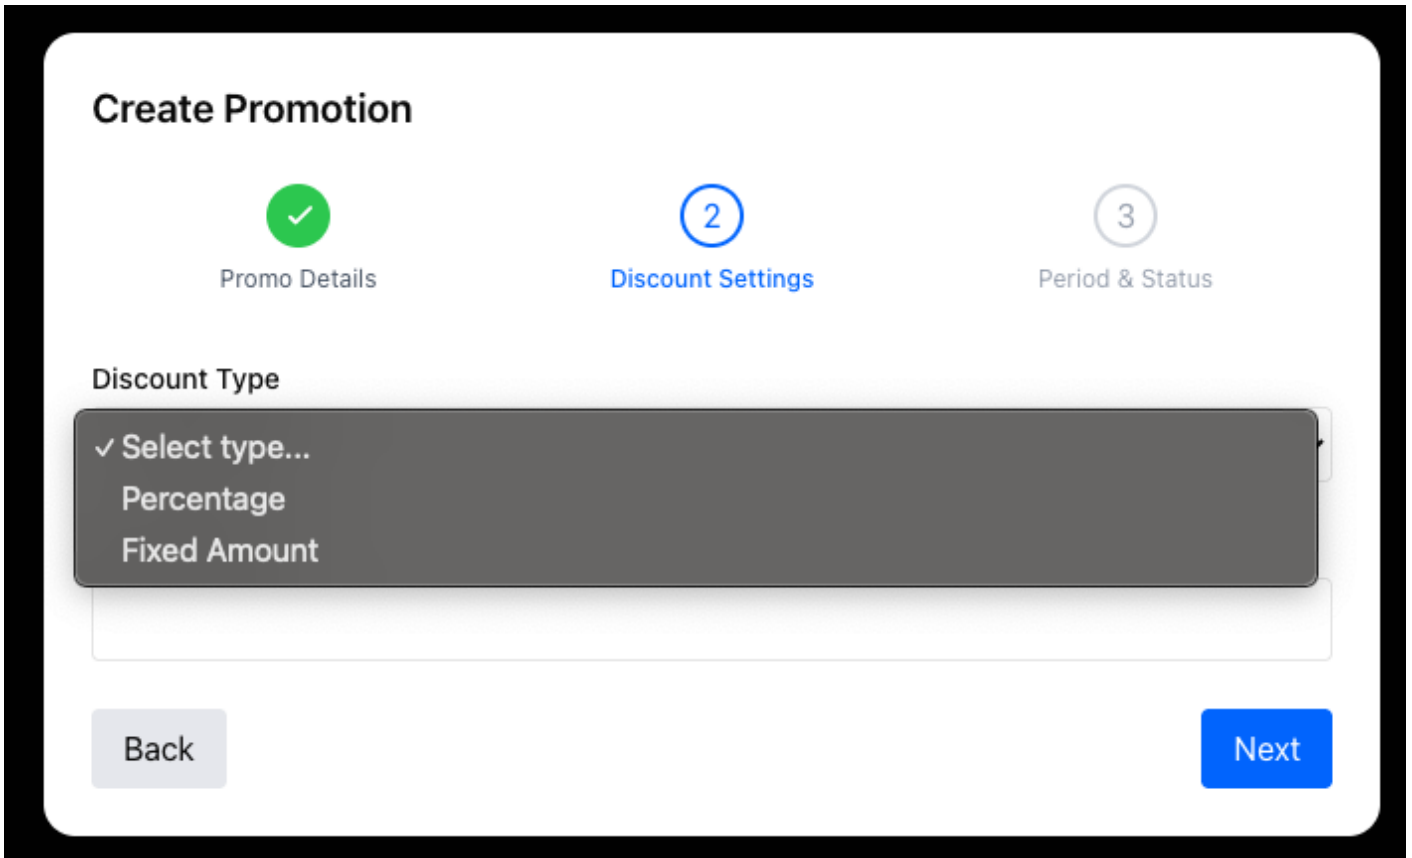 Create Promotion
2
3
Promo Details
Discount Settings
Period & Status
Discount Type
Select type...
Percentage
Fixed Amount
Back
Next